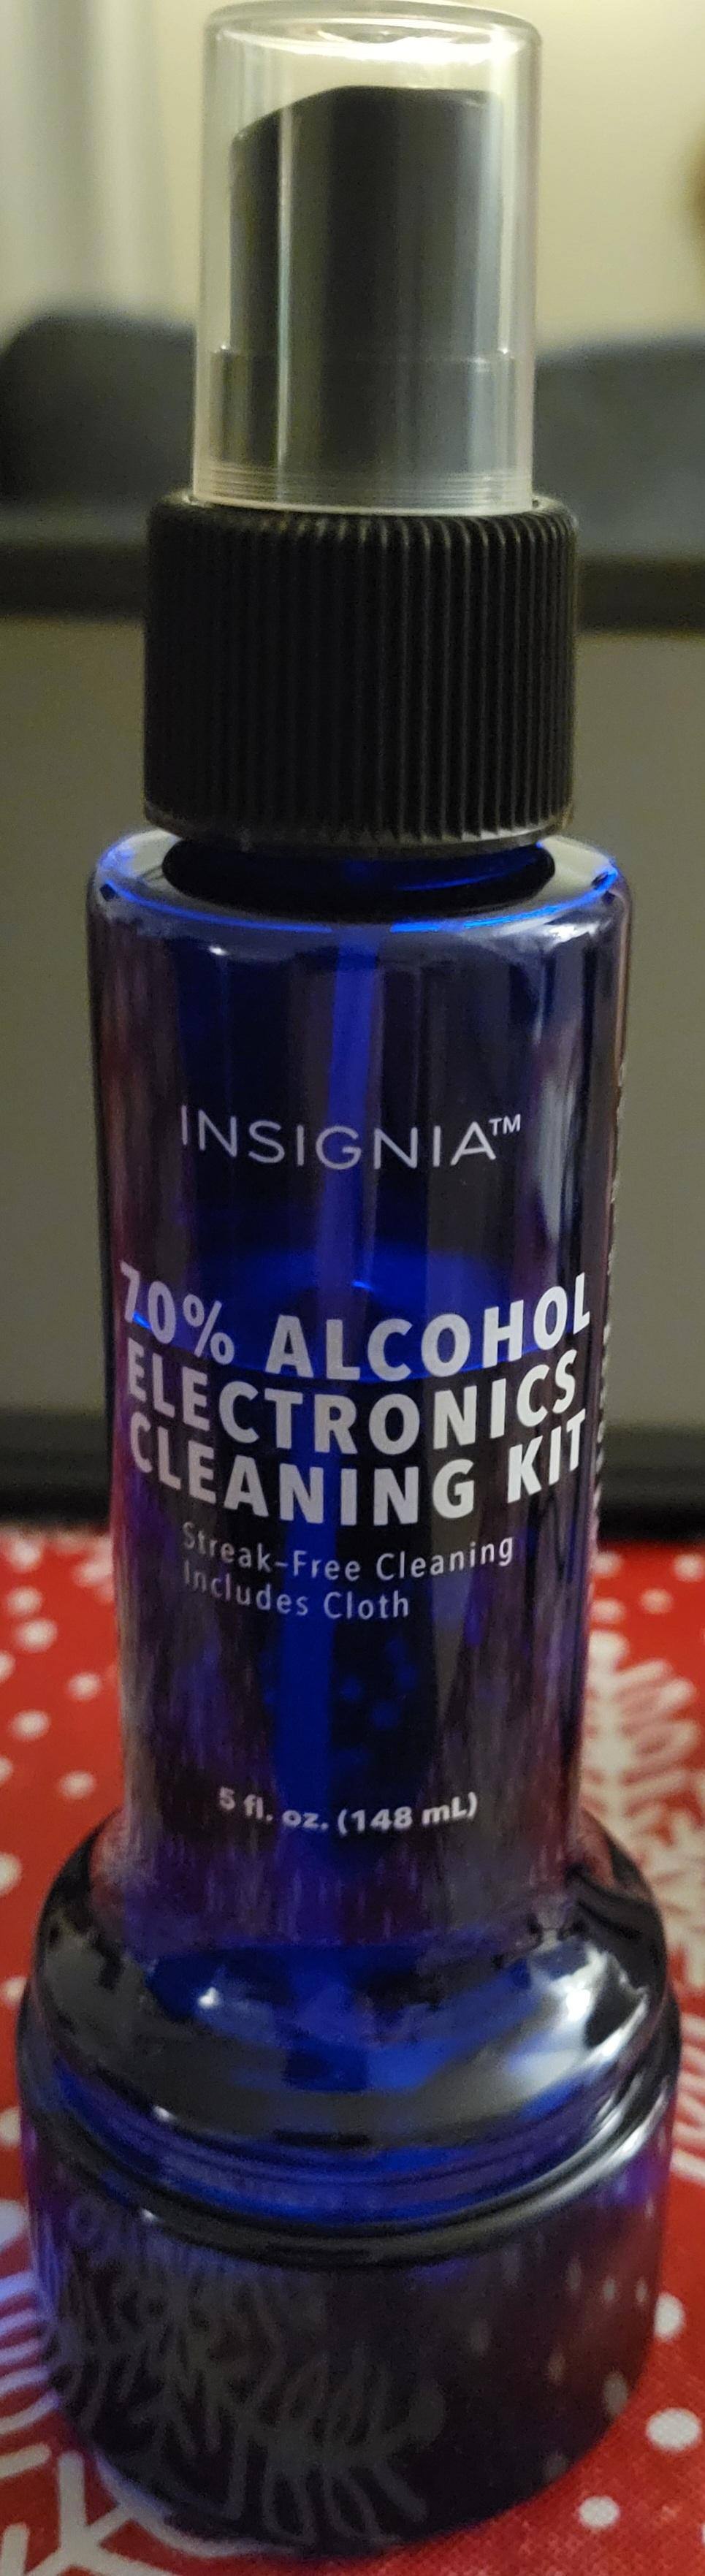 INSIGNIA™
70% ALCOHOL
ELECTRONICS
CLEANING KIT
Streak-Free Cleaning
Includes Cloth
5 fl. oz. (148 mL)